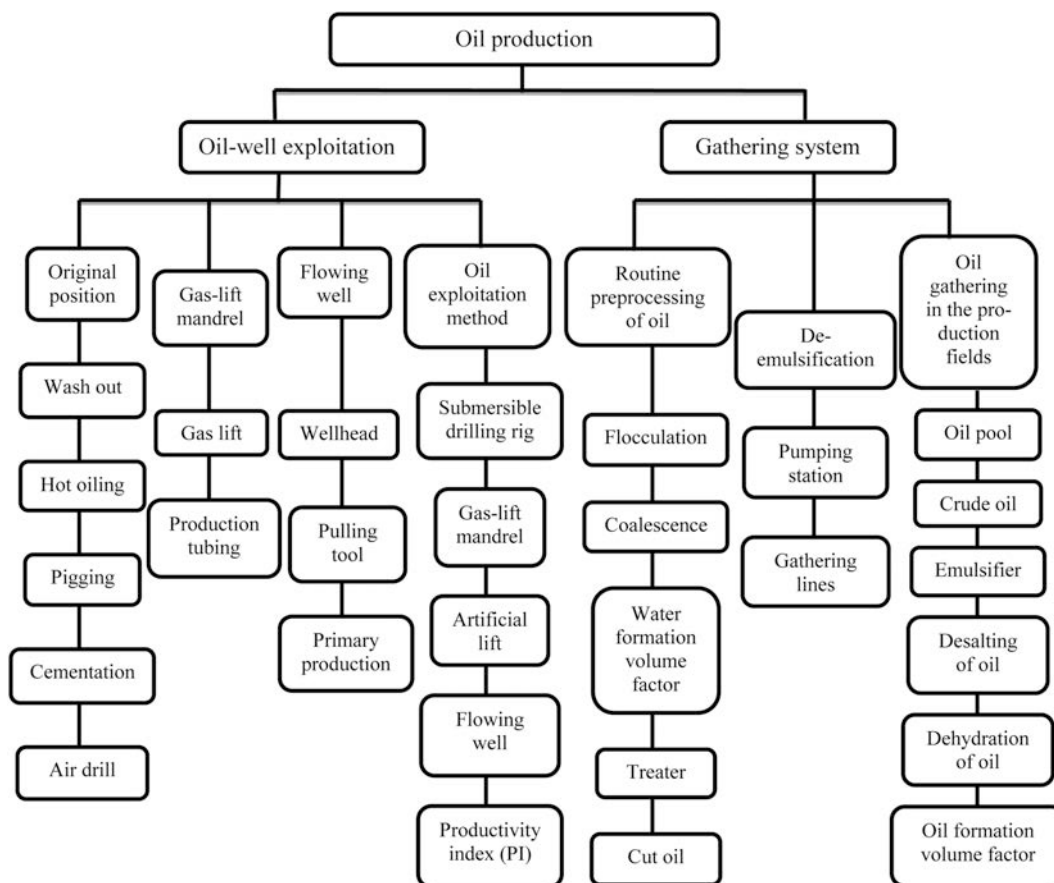 Oil production
Oil-well exploitation
Gathering system
Original
position
Wash out
Hot oiling
Pigging
Cementation
Air drill
Gas-lift
mandrel
Gas lift
Production
tubing
Flowing
well
Wellhead
Pulling
tool
Primary
production
Oil
exploitation
method
Submersible
drilling rig
Gas-lift
mandrel
Artificial
lift
Flowing
well
Productivity
index (PI)
Routine
preprocessing
of oil
Flocculation
Coalescence
Water
formation
volume
factor
Treater
Cut oil
De-
emulsification
Pumping
station
Gathering
lines
Oil
gathering
in the pro-
duction
fields
Oil pool
Crude oil
Emulsifier
Desalting
of oil
Dehydration
of oil
Oil formation
volume factor